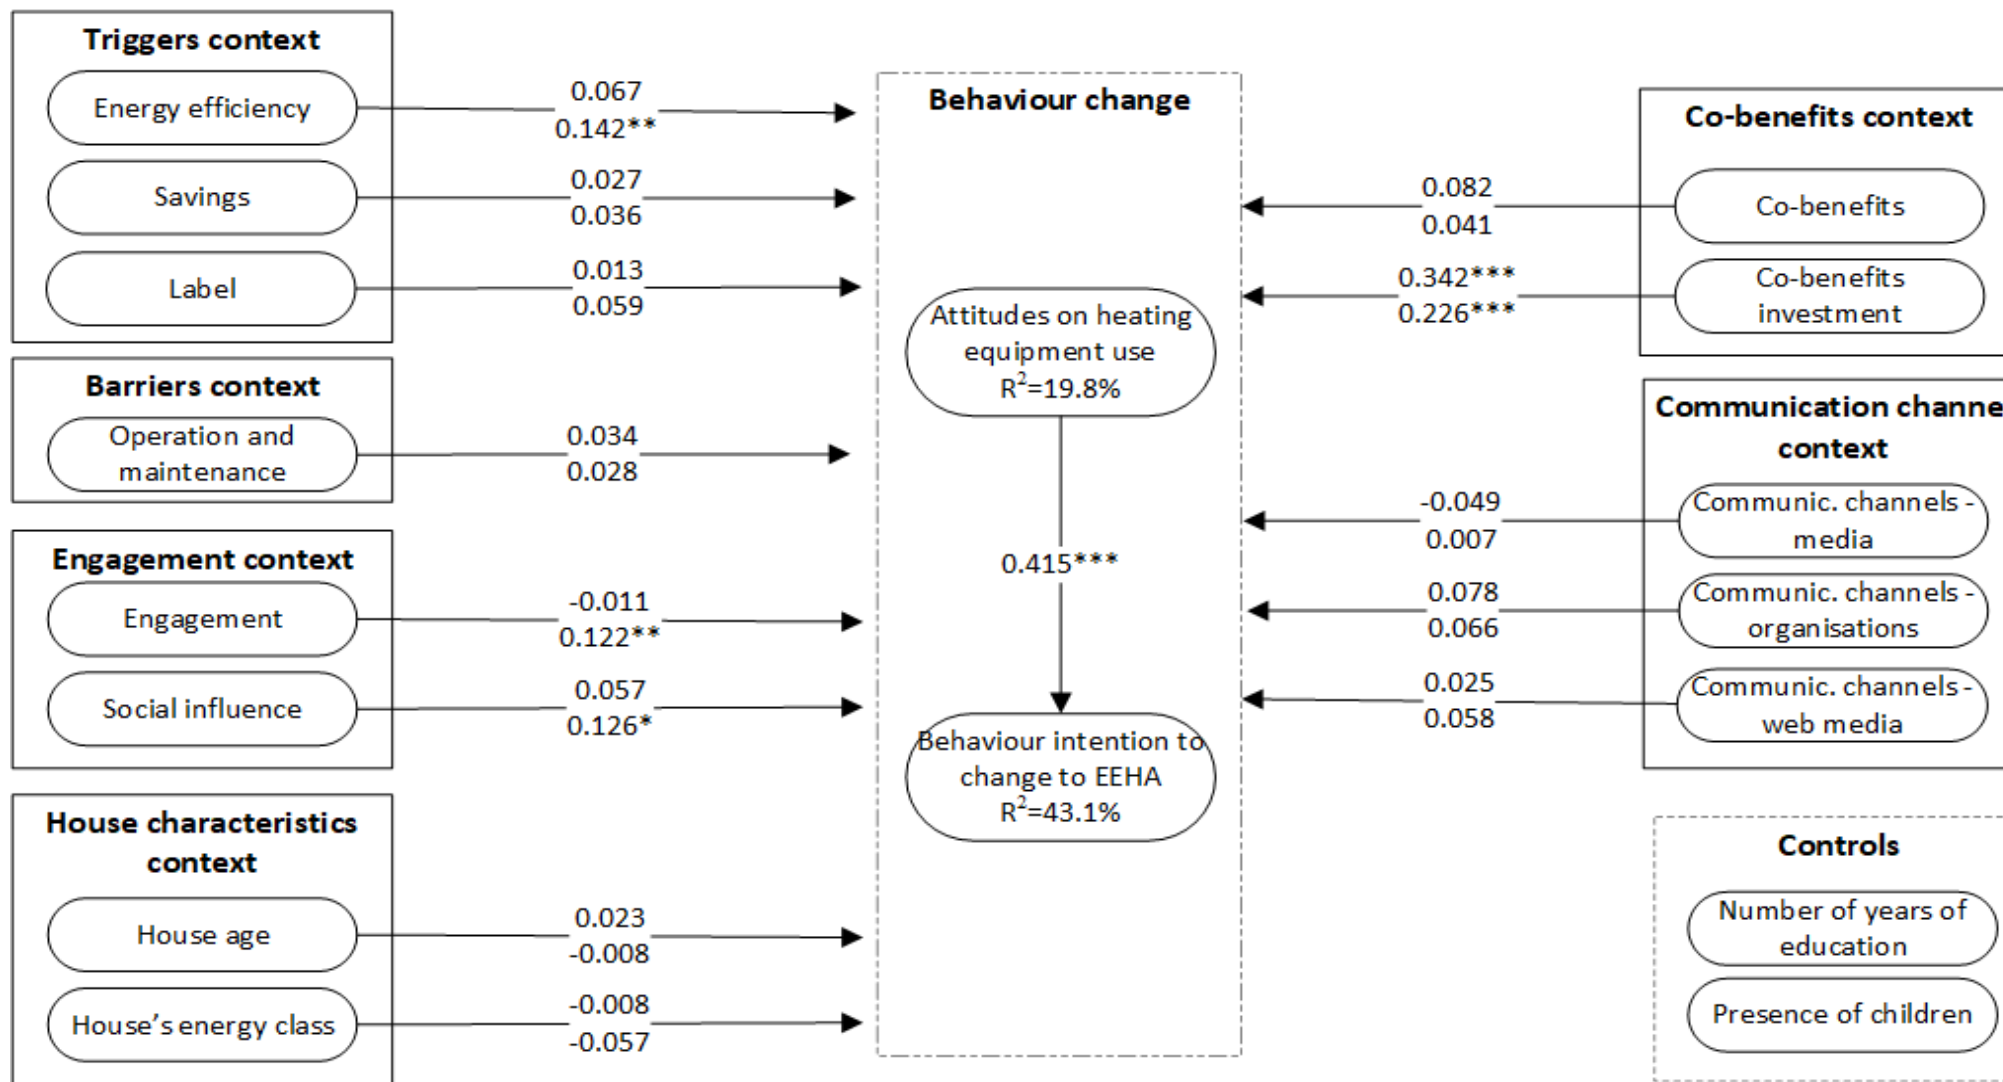 Triggers context
Energy efficiency
0.067
0.142**
Savings
0.027
0.036
Label
0.013
0.059
Barriers context
Operation and
maintenance
0.034
0.028
Engagement context
Engagement
-0.011
0.122**
Social influence
0.057
0.126*
House characteristics
context
House age
0.023
-0.008
House's energy class
-0.008
-0.057
Behaviour change
Attitudes on heating
equipment use
R²=19.8%
0.415***
Behaviour intention to
change to EEHA
R²=43.1%
Co-benefits context
0.082
0.041
Co-benefits
0.342***
0.226***
Co-benefits
investment
Communication channe
context
-0.049
0.007
Communic. channels -
media
0.078
0.066
Communic. channels -
organisations
0.025
0.058
Communic. channels -
web media
Controls
Number of years of
education
Presence of children